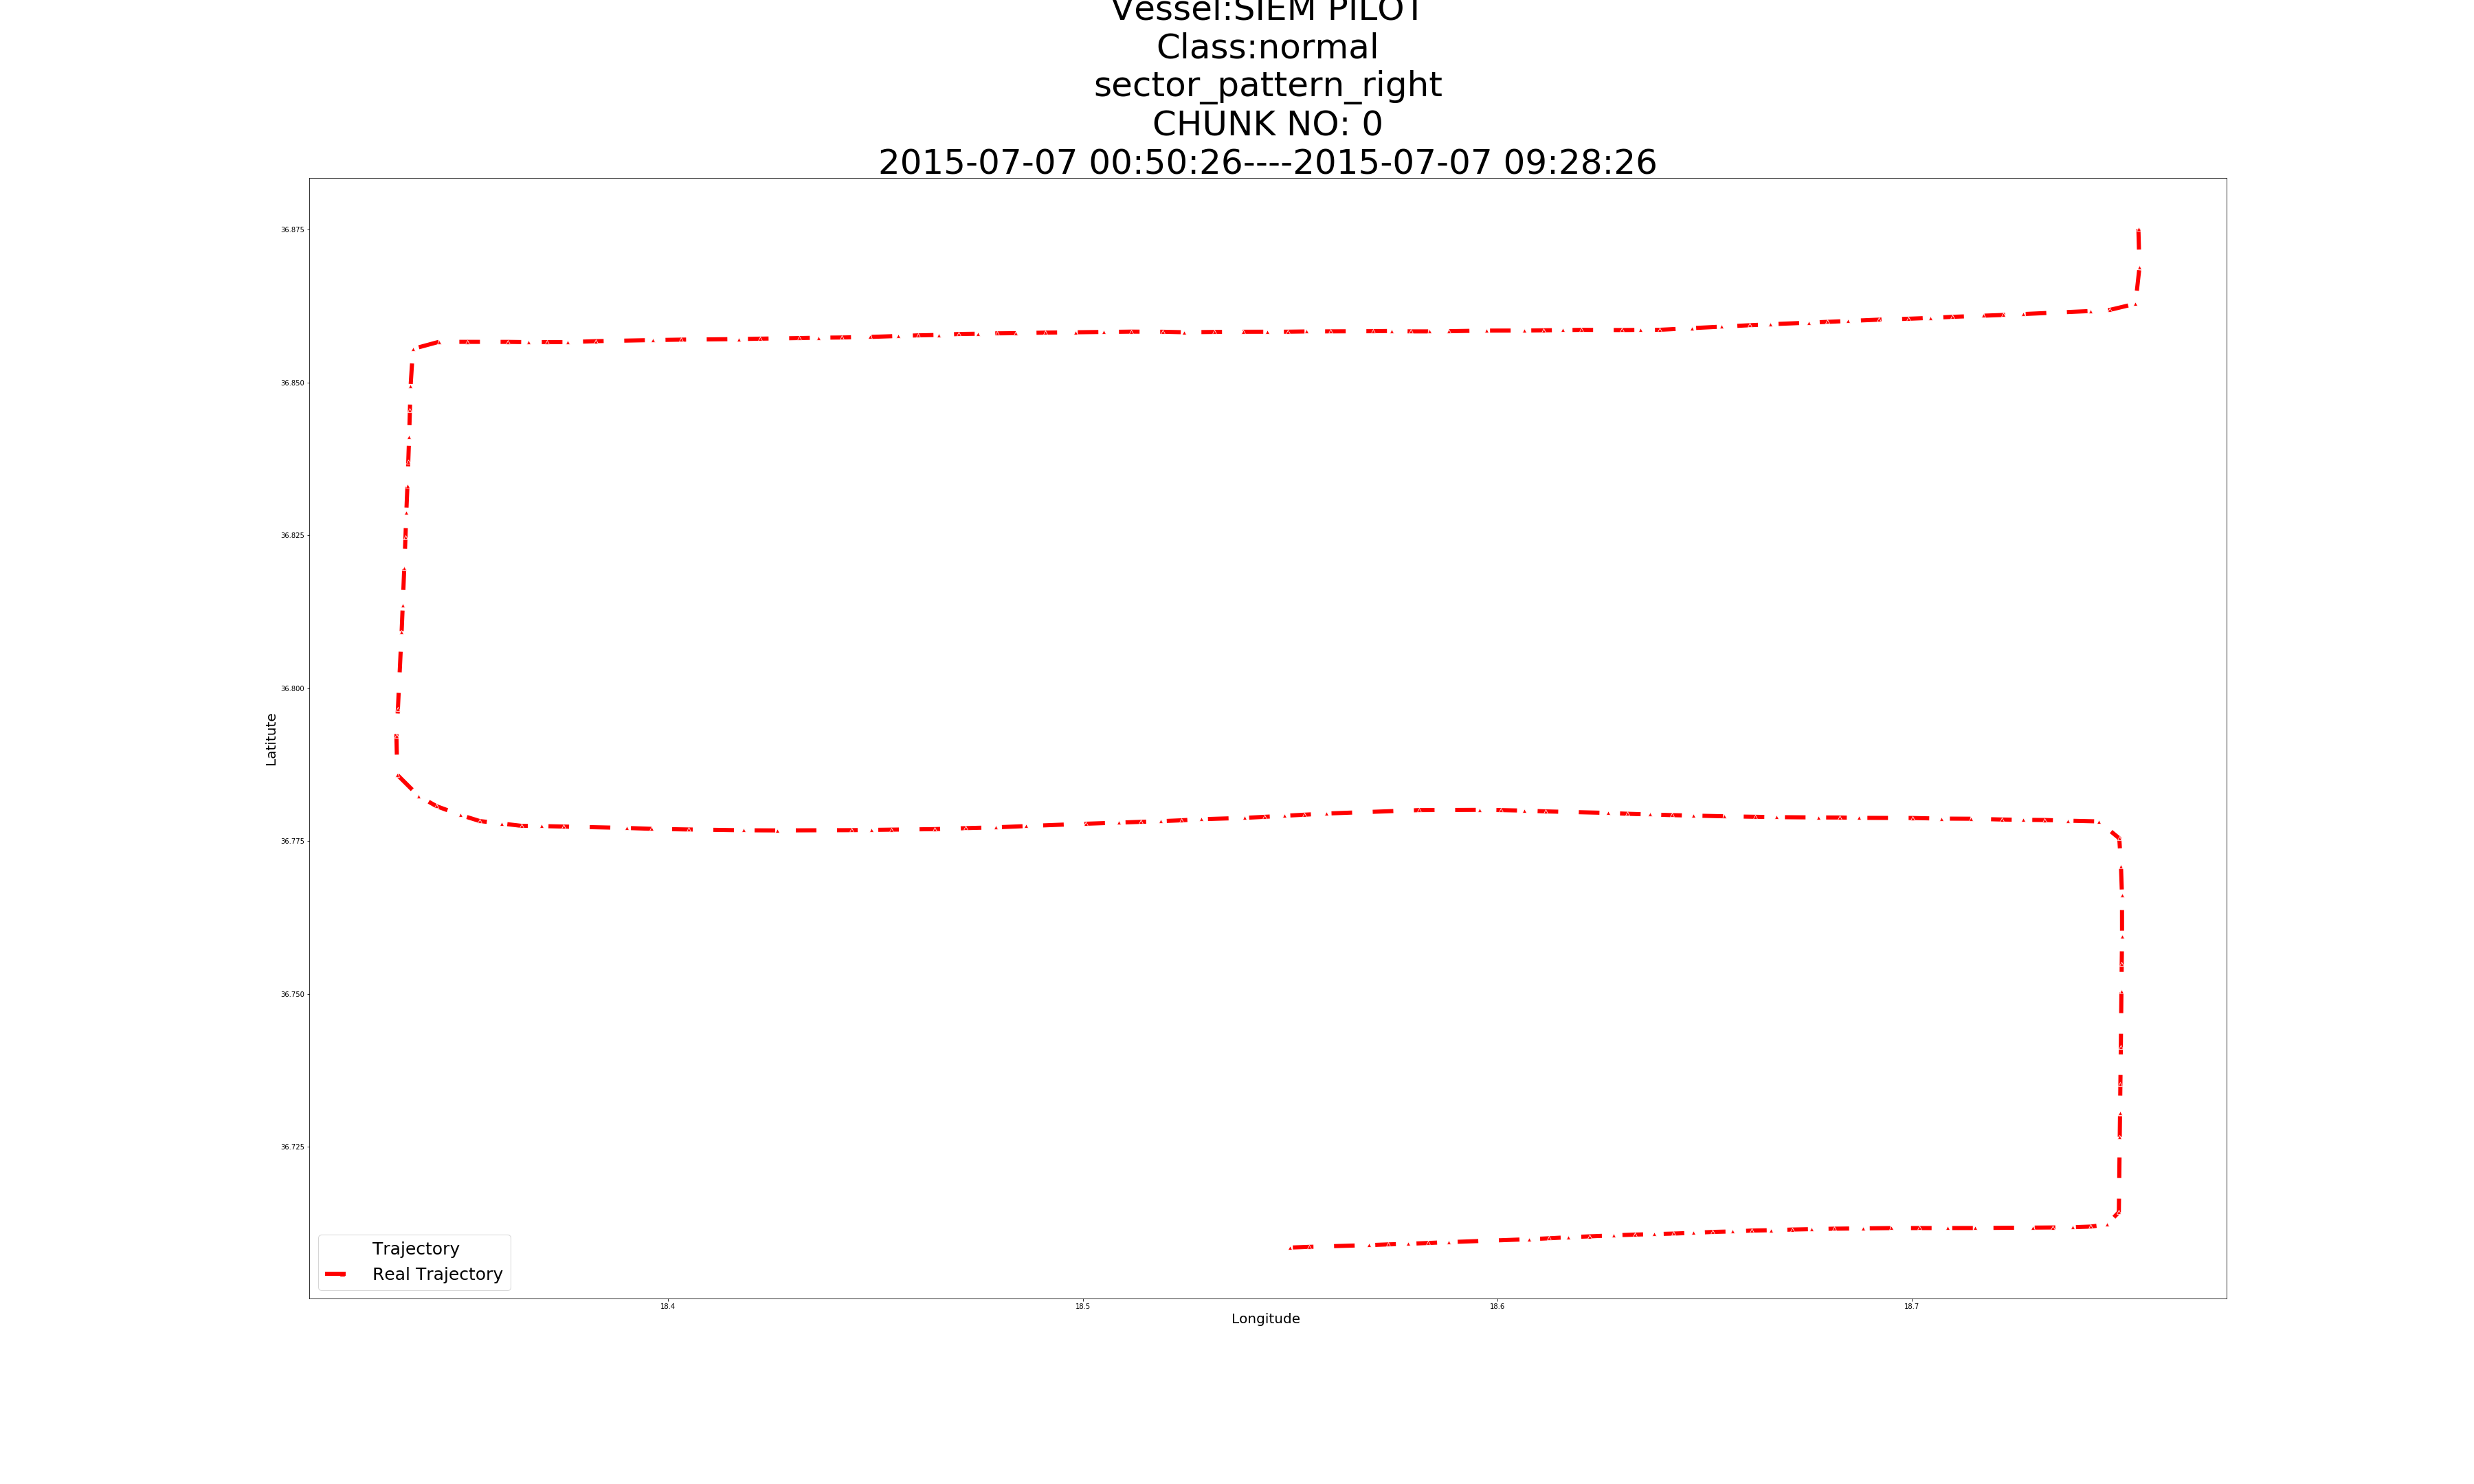 Vessel:SIEM PILOT
Class:normal
sector_pattern_right
CHUNK NO: 0
2015-07-07 00:50:26----2015-07-07 09:28:26
36.875
36.850
36.825
36.800
36.775
36.750
36.725
Latitute
Trajectory
Real Trajectory
18.4
18.5
18.6
18.7
Longitude